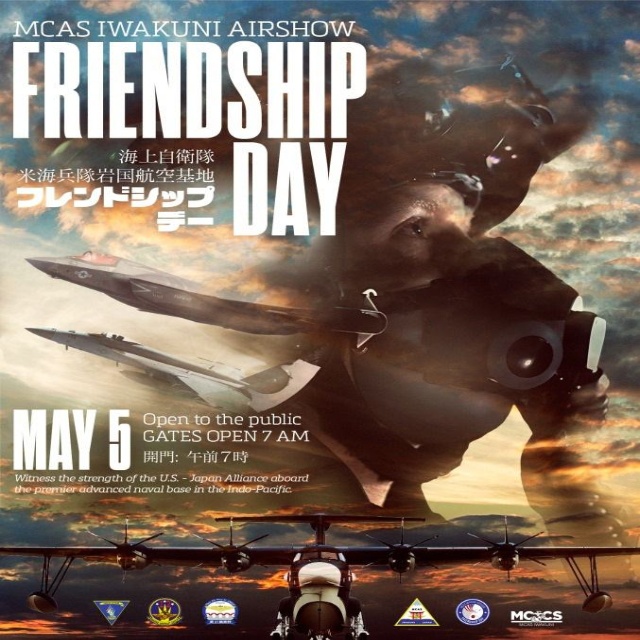 MCAS IWAKUNI AIRSHOW
FRIENDSHIP
DAY
海上自衛隊
米海兵隊岩国航空基地
フレンドシップ
デー
MAY 5
Open to the public
GATES OPEN 7 AM
開門: 午前7時
Witness the strength of the U.S. - Japan Alliance aboard
the premier advanced naval base in the Indo-Pacific.
MCCS
MCAS IWAKUNI